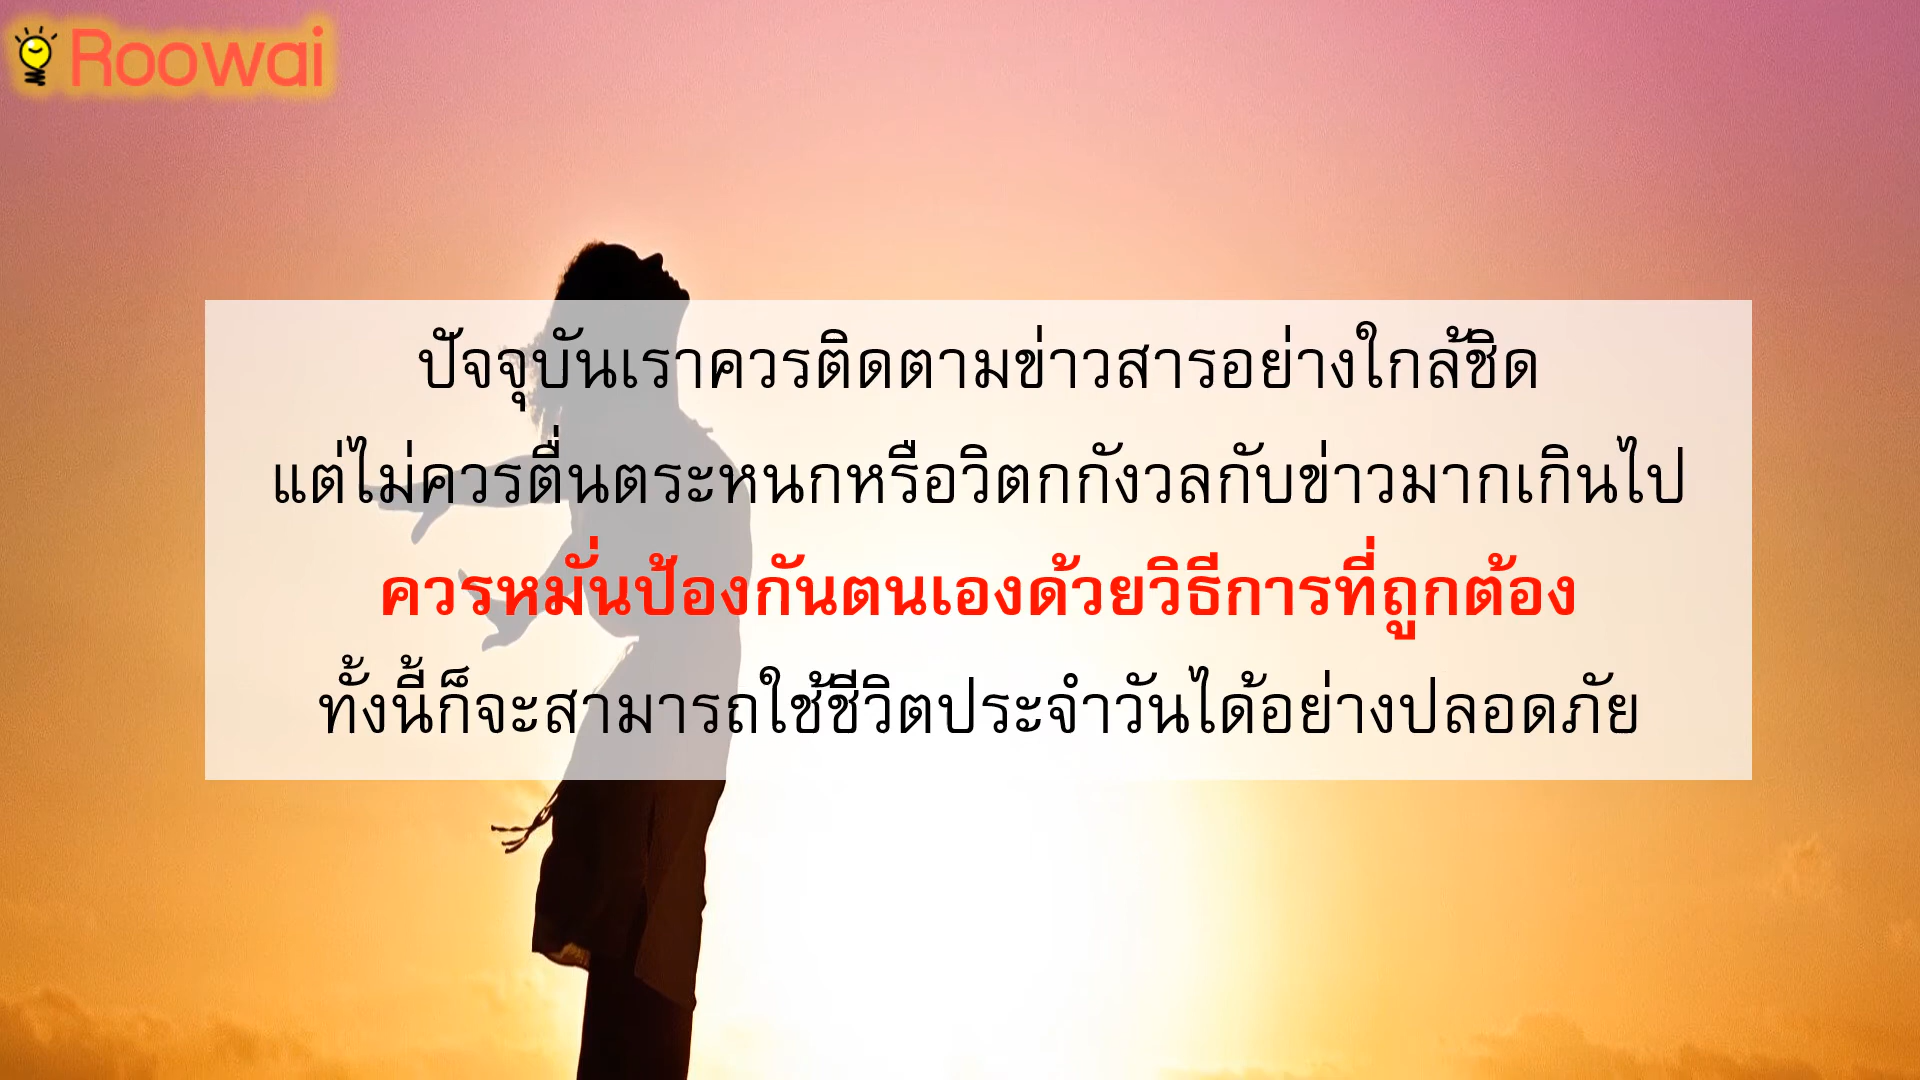 Roowai
ปัจจุบันเราควรติดตามข่าวสารอย่างใกล้ชิด
แต่ไม่ควรตื่นตระหนกหรือวิตกกังวลกับข่าวมากเกินไป
ควรหมั่นป้องกันตนเองด้วยวิธีการที่ถูกต้อง
ทั้งนี้ก็จะสามารถใช้ชีวิตประจำวันได้อย่างปลอดภัย